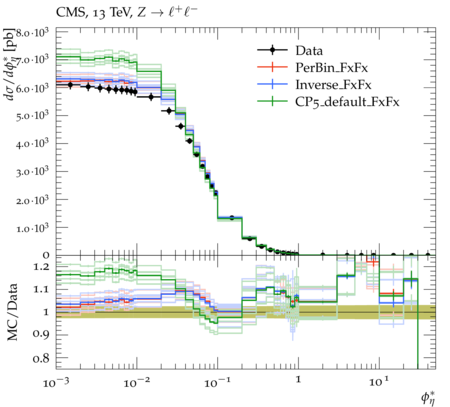 CMS, 13 TeV, Z → ℓ⁺ℓ⁻
dσ/dφ*η [pb]
8.0·10³
7.0·10³
6.0·10³
5.0·10³
4.0·10³
3.0·10³
2.0·10³
1.0·10³
0
Data
PerBin_FxFx
Inverse_FxFx
CP5_default_FxFx
MC/Data
1.2
1.1
1
0.9
0.8
10⁻³ 10⁻² 10⁻¹ 1 10¹
φ*η